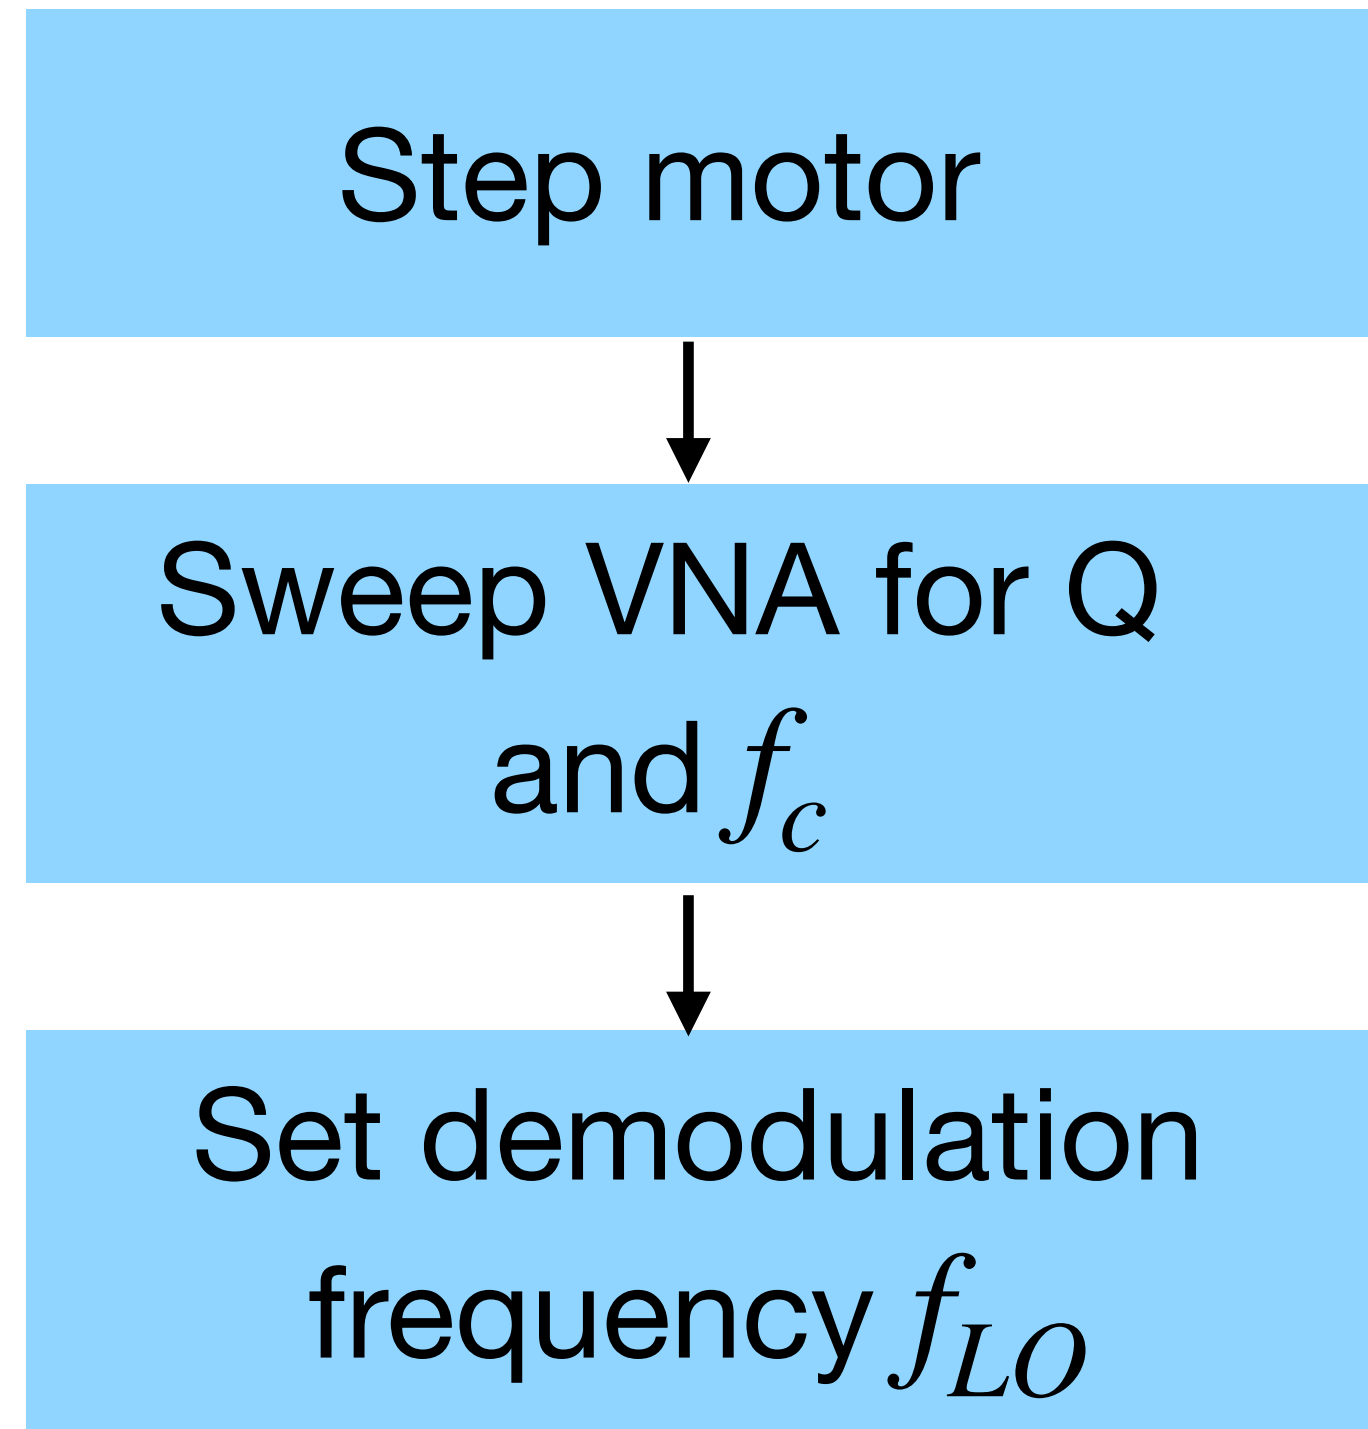 Step motor
Sweep VNA for Q
and $f_c$
Set demodulation
frequency $f_{LO}$